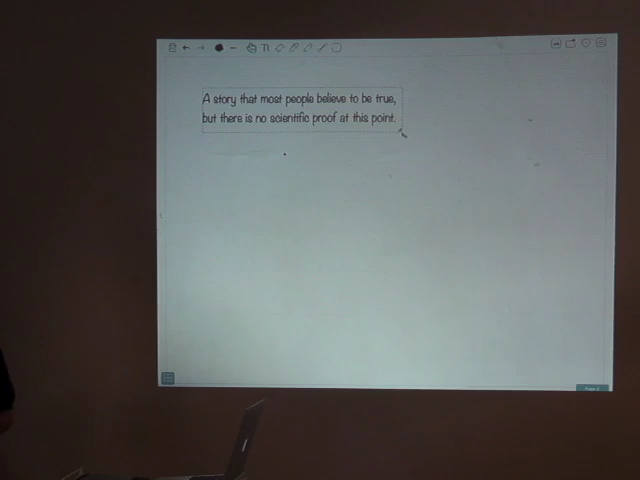 A story that most people believe to be true,
but there is no scientific proof at this point.